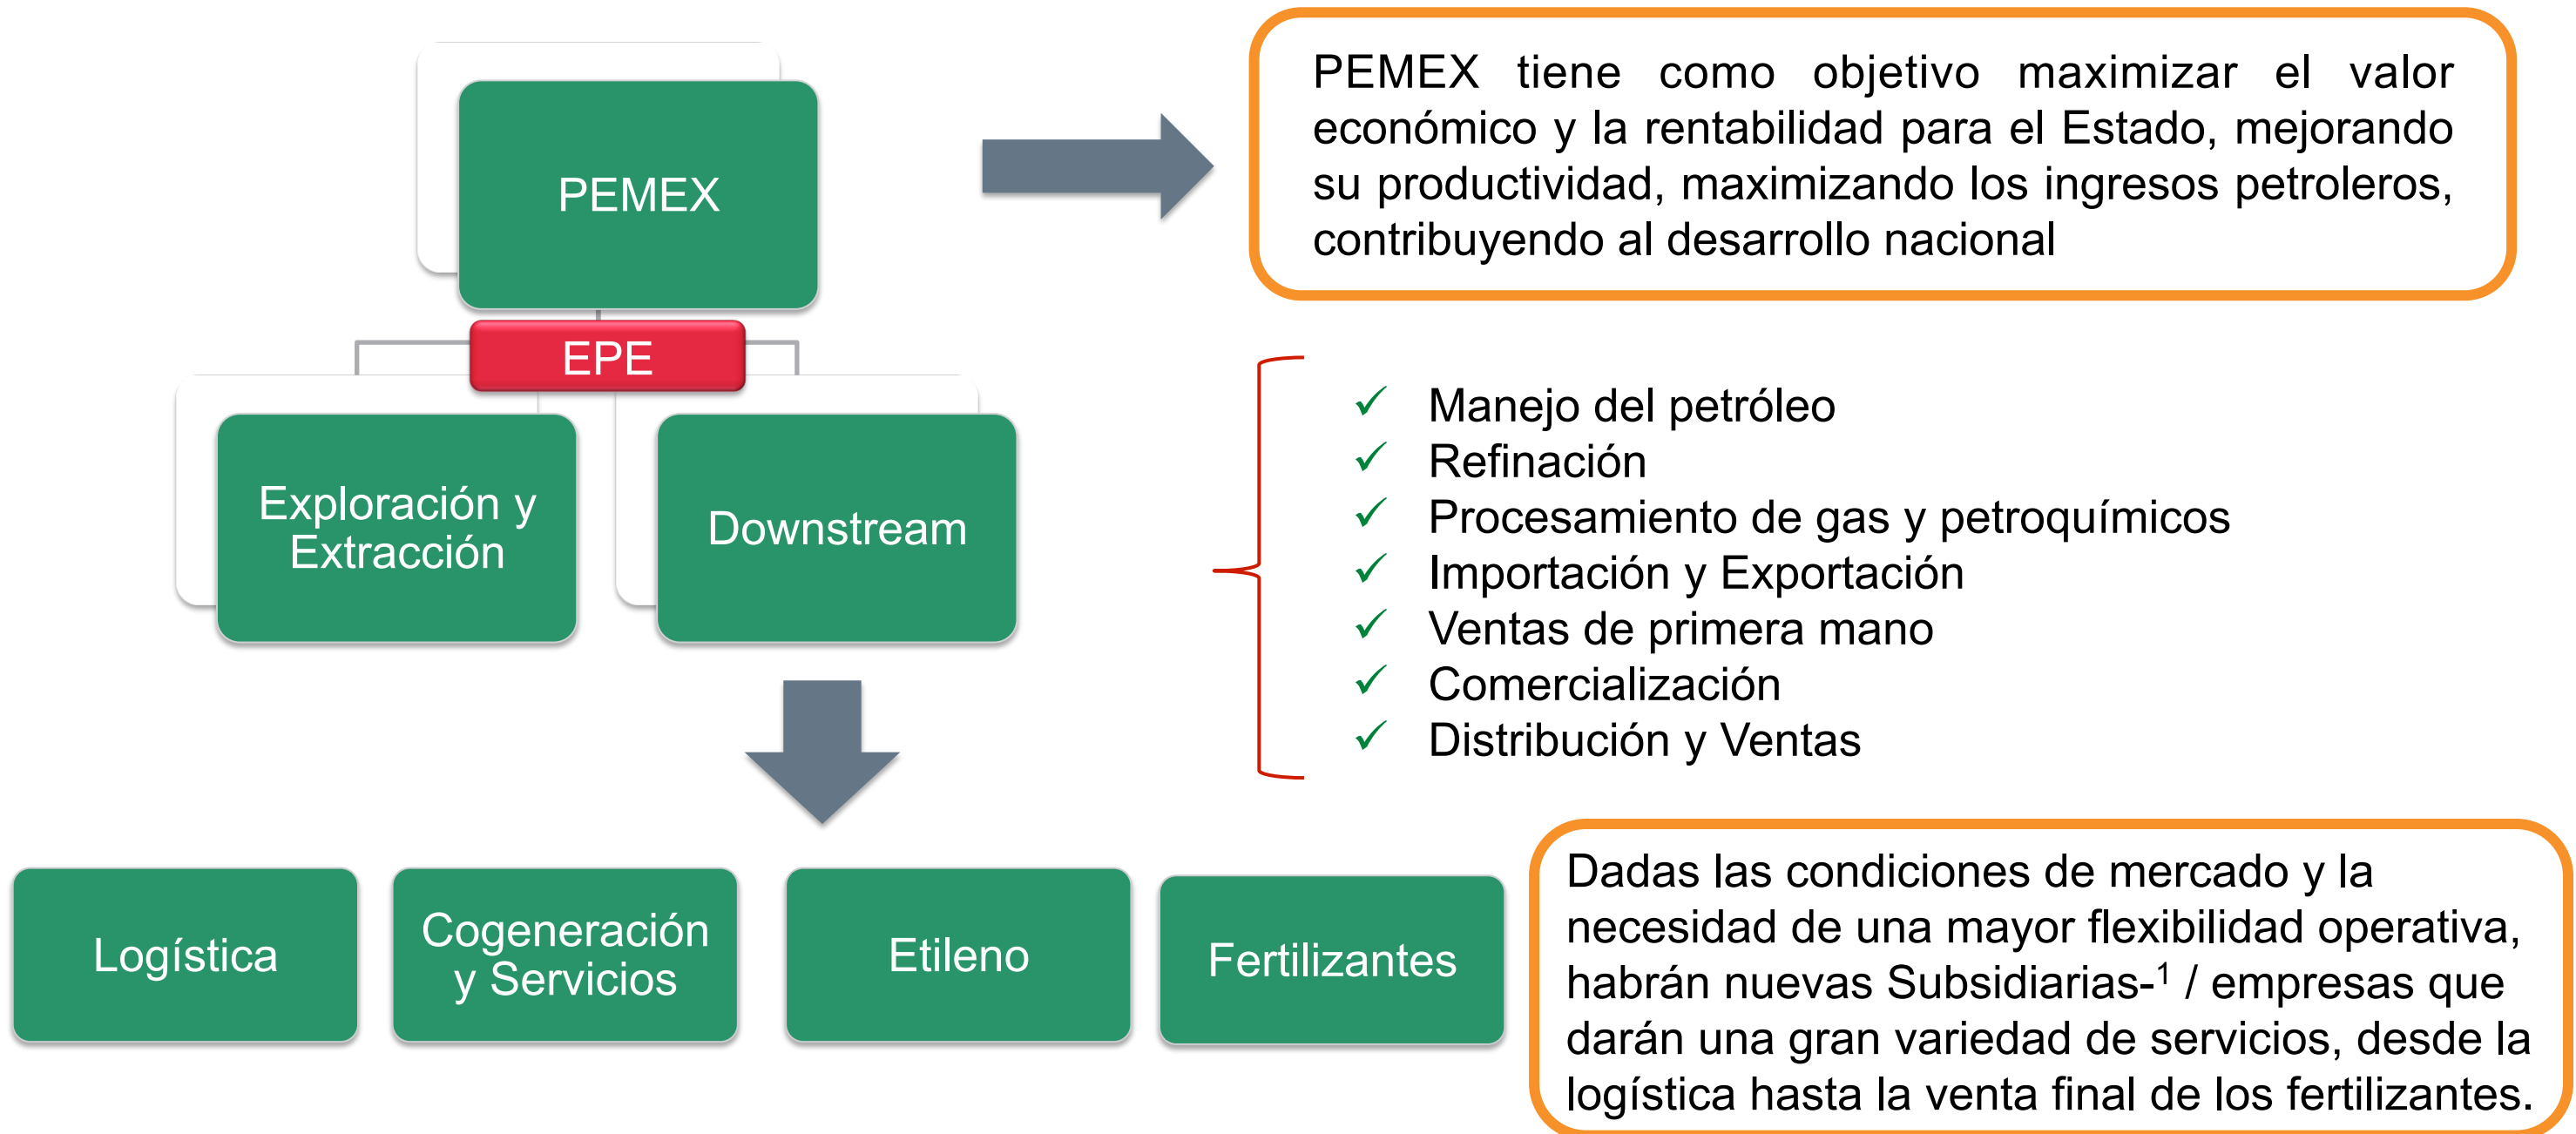 PEMEX
PEMEX tiene como objetivo maximizar el valor
económico y la rentabilidad para el Estado, mejorando
su productividad, maximizando los ingresos petroleros,
contribuyendo al desarrollo nacional
EPE
Exploración y
Extracción
Downstream
✓ Manejo del petróleo
✓ Refinación
✓ Procesamiento de gas y petroquímicos
✓ Importación y Exportación
✓ Ventas de primera mano
✓ Comercialización
✓ Distribución y Ventas
Logística
Cogeneración
y Servicios
Etileno
Fertilizantes
Dadas las condiciones de mercado y la
necesidad de una mayor flexibilidad operativa,
habrán nuevas Subsidiarias-¹ / empresas que
darán una gran variedad de servicios, desde la
logística hasta la venta final de los fertilizantes.